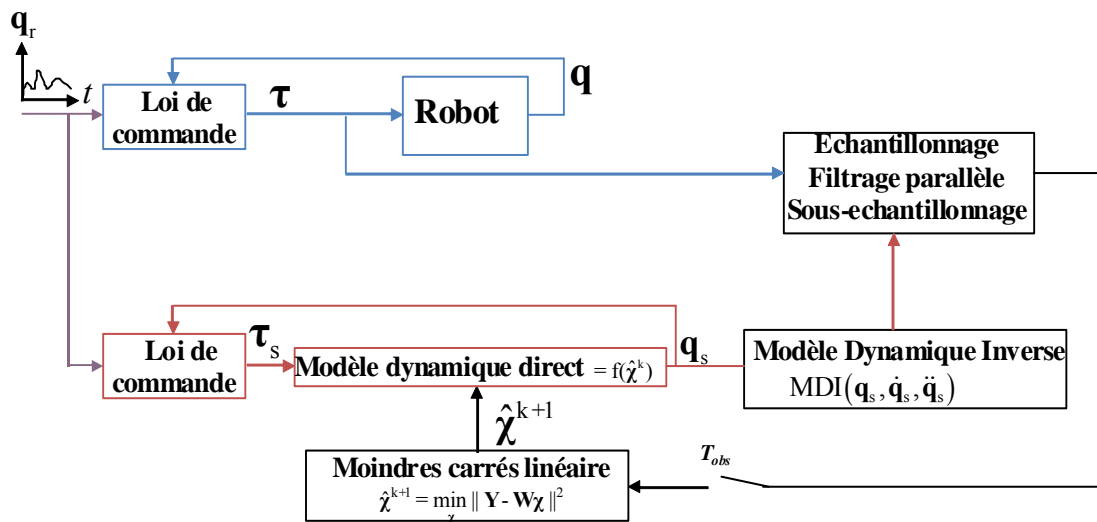 q_r
t
Loi de
commande
τ
Robot
q
Echantillonnage
Filtrage parallèle
Sous-echantillonnage
Loi de
commande
τ_s
Modèle dynamique direct = f(χ̂^k)
q_s
Modèle Dynamique Inverse
MDI(q_s, q̇_s, q̈_s)
χ̂^{k+1}
Moindres carrés linéaire
χ̂^{k+1} = min_χ || Y - Wχ ||^2
T_obs